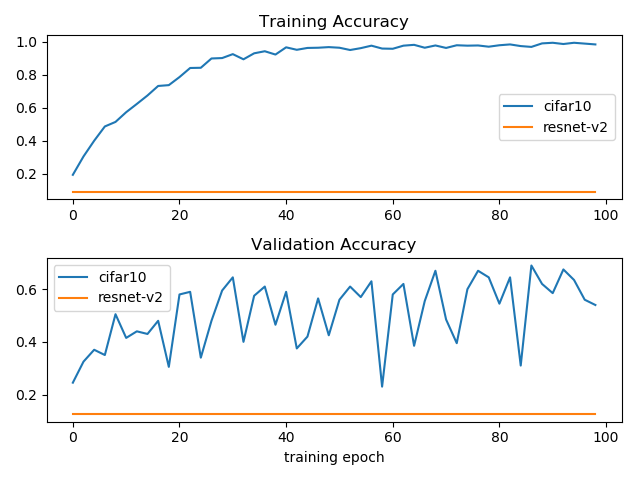 Training Accuracy
1.0
0.8
0.6
0.4
0.2
cifar10
resnet-v2
0 20 40 60 80 100
Validation Accuracy
cifar10
resnet-v2
0.6
0.4
0.2
0 20 40 60 80 100
training epoch